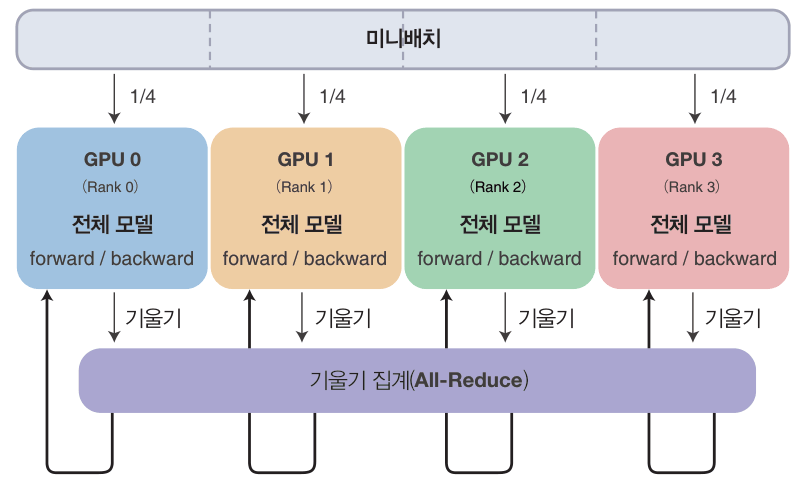 미니배치
1/4
1/4
1/4
1/4
GPU 0
(Rank 0)
전체 모델
forward / backward
GPU 1
(Rank 1)
전체 모델
forward / backward
GPU 2
(Rank 2)
전체 모델
forward / backward
GPU 3
(Rank 3)
전체 모델
forward / backward
기울기
기울기
기울기
기울기
기울기 집계(All-Reduce)